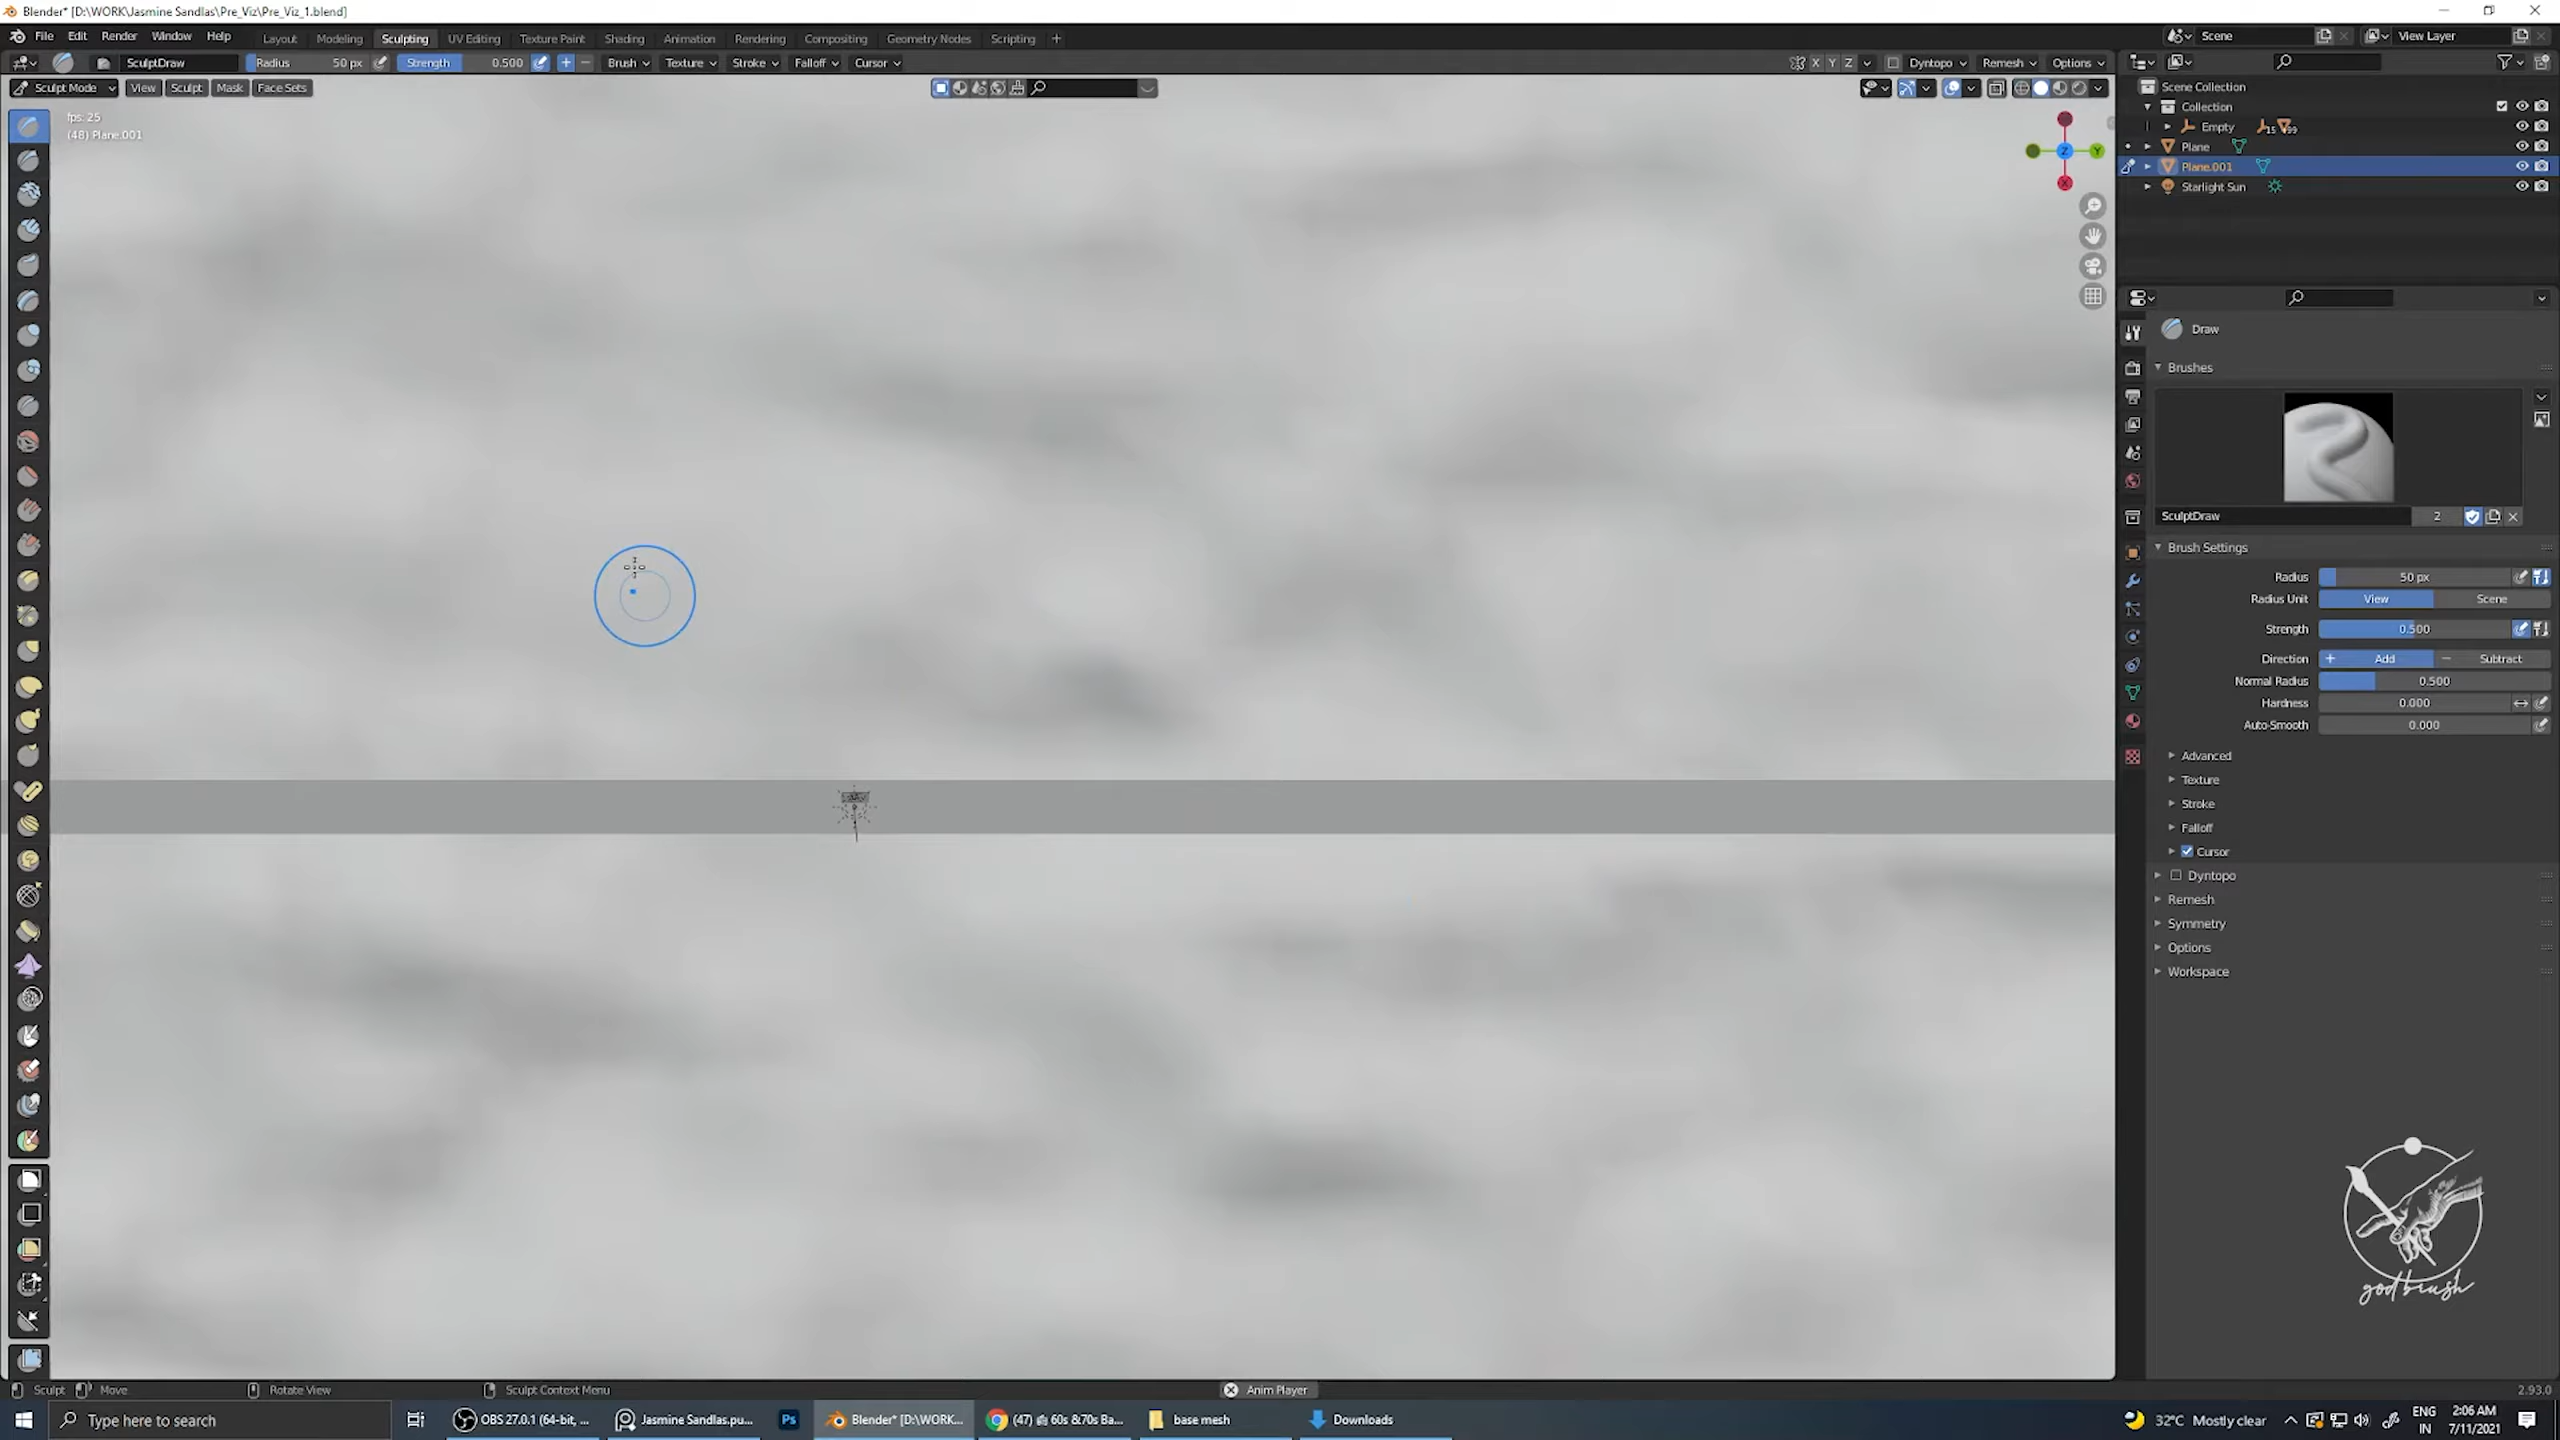 Blender* [D:\WORK\Jasmine Sandlas\Pre_Viz\Pre_Viz_1.blend]
File Edit Render Window Help Layout Modeling Sculpting UV Editing Texture Paint Shading Animation Rendering Compositing Geometry Nodes Scripting + Scene View Layer
SculptDraw Radius 50 px Strength 0.500 Brush Texture Stroke Falloff Cursor X Y Z Dyntopo Remesh Options
Sculpt Mode View Sculpt Mask Face Sets
fps: 25
(48) Plane.001
Z Y X
Scene Collection
Collection
Empty 15 99
Plane
Plane.001
Starlight Sun
Draw
Brushes
SculptDraw 2
Brush Settings
Radius 50 px
Radius Unit View Scene
Strength 0.500
Direction + Add - Subtract
Normal Radius 0.500
Hardness 0.000
Auto-Smooth 0.000
Advanced
Texture
Stroke
Falloff
Cursor
Dyntopo
Remesh
Symmetry
Options
Workspace
godbrush
Sculpt Move Rotate View Sculpt Context Menu Anim Player 2.93.0
Type here to search OBS 27.0.1 (64-bit, ... Jasmine Sandlas.pu... Ps Blender* [D:\WORK... base mesh Downloads 32°C Mostly clear ENG IN 2:06 AM 7/11/2021